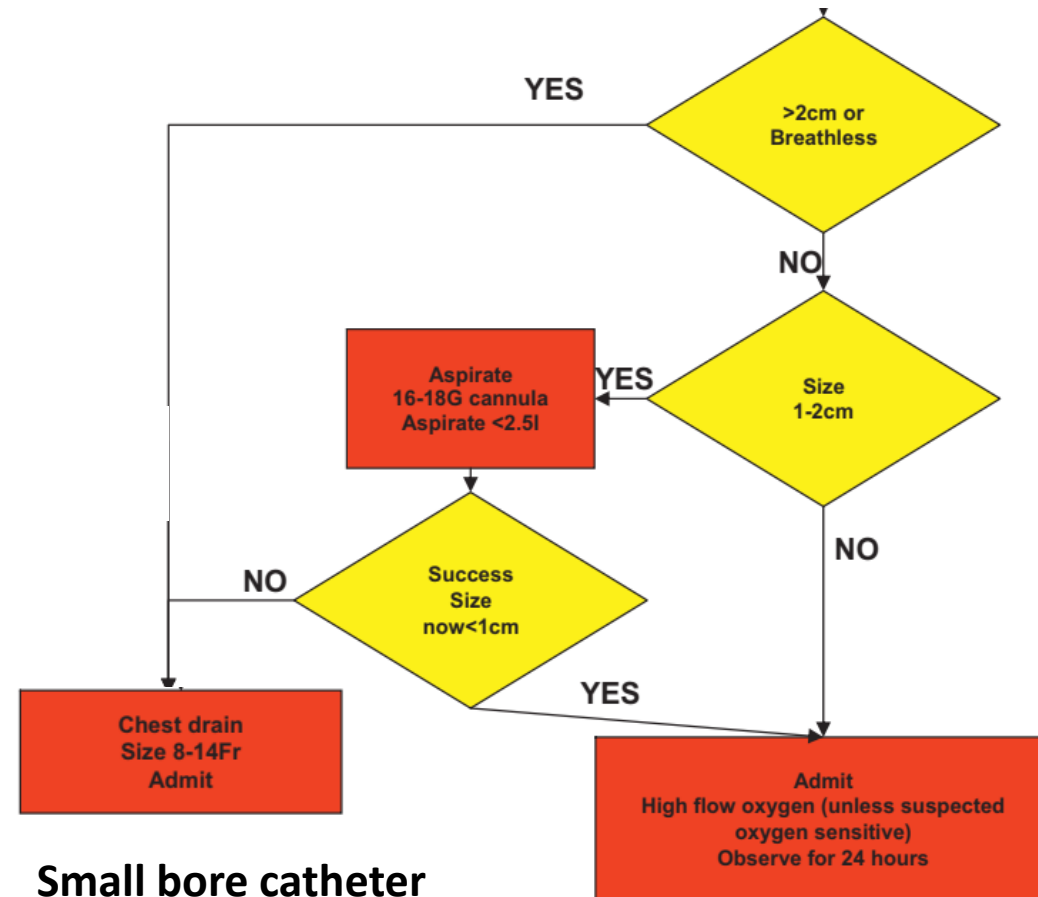 YES
>2cm or
Breathless
NO
Aspirate
16-18G cannula
Aspirate <2.5l
YES
Size
1-2cm
NO
Success
Size
now<1cm
NO
YES
Chest drain
Size 8-14Fr
Admit
Admit
High flow oxygen (unless suspected
oxygen sensitive)
Observe for 24 hours
Small bore catheter